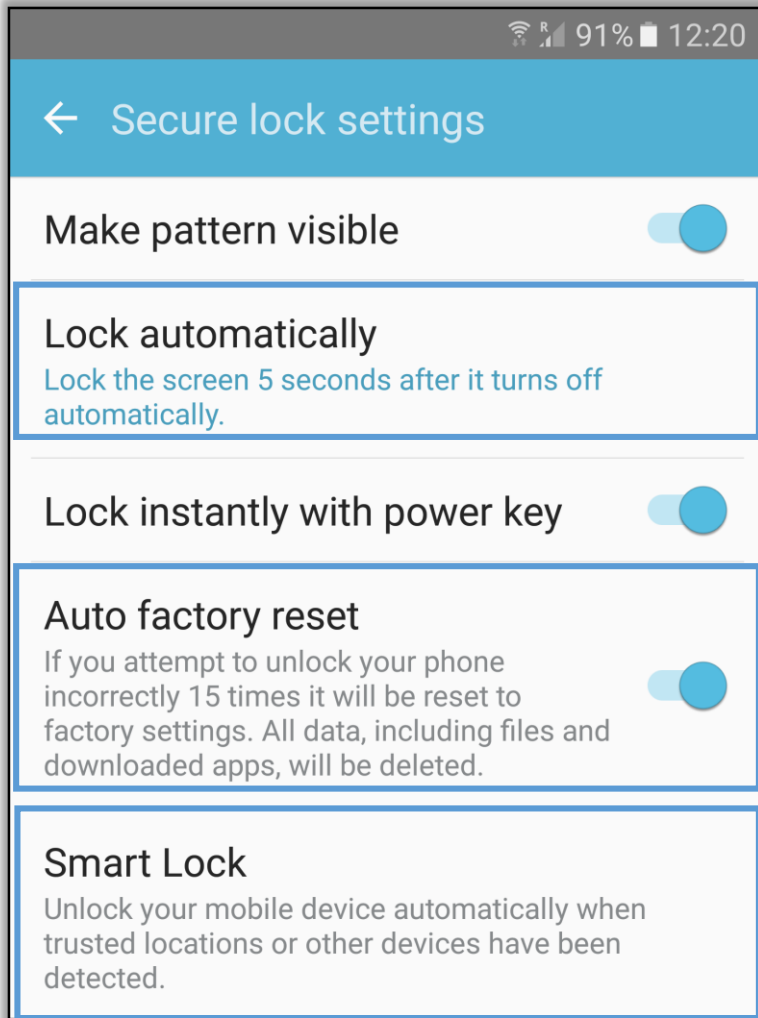 R 91% 12:20
Secure lock settings
Make pattern visible
Lock automatically
Lock the screen 5 seconds after it turns off
automatically.
Lock instantly with power key
Auto factory reset
If you attempt to unlock your phone
incorrectly 15 times it will be reset to
factory settings. All data, including files and
downloaded apps, will be deleted.
Smart Lock
Unlock your mobile device automatically when
trusted locations or other devices have been
detected.